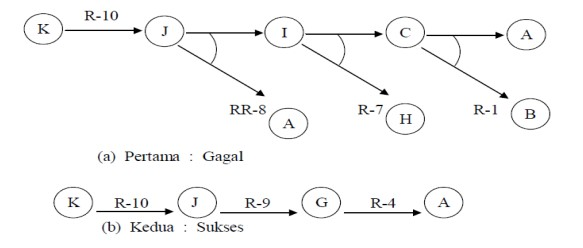 R-10
K J I C A
RR-8 A R-7 H R-1 B
(a) Pertama : Gagal
K R-10 J R-9 G R-4 A
(b) Kedua : Sukses